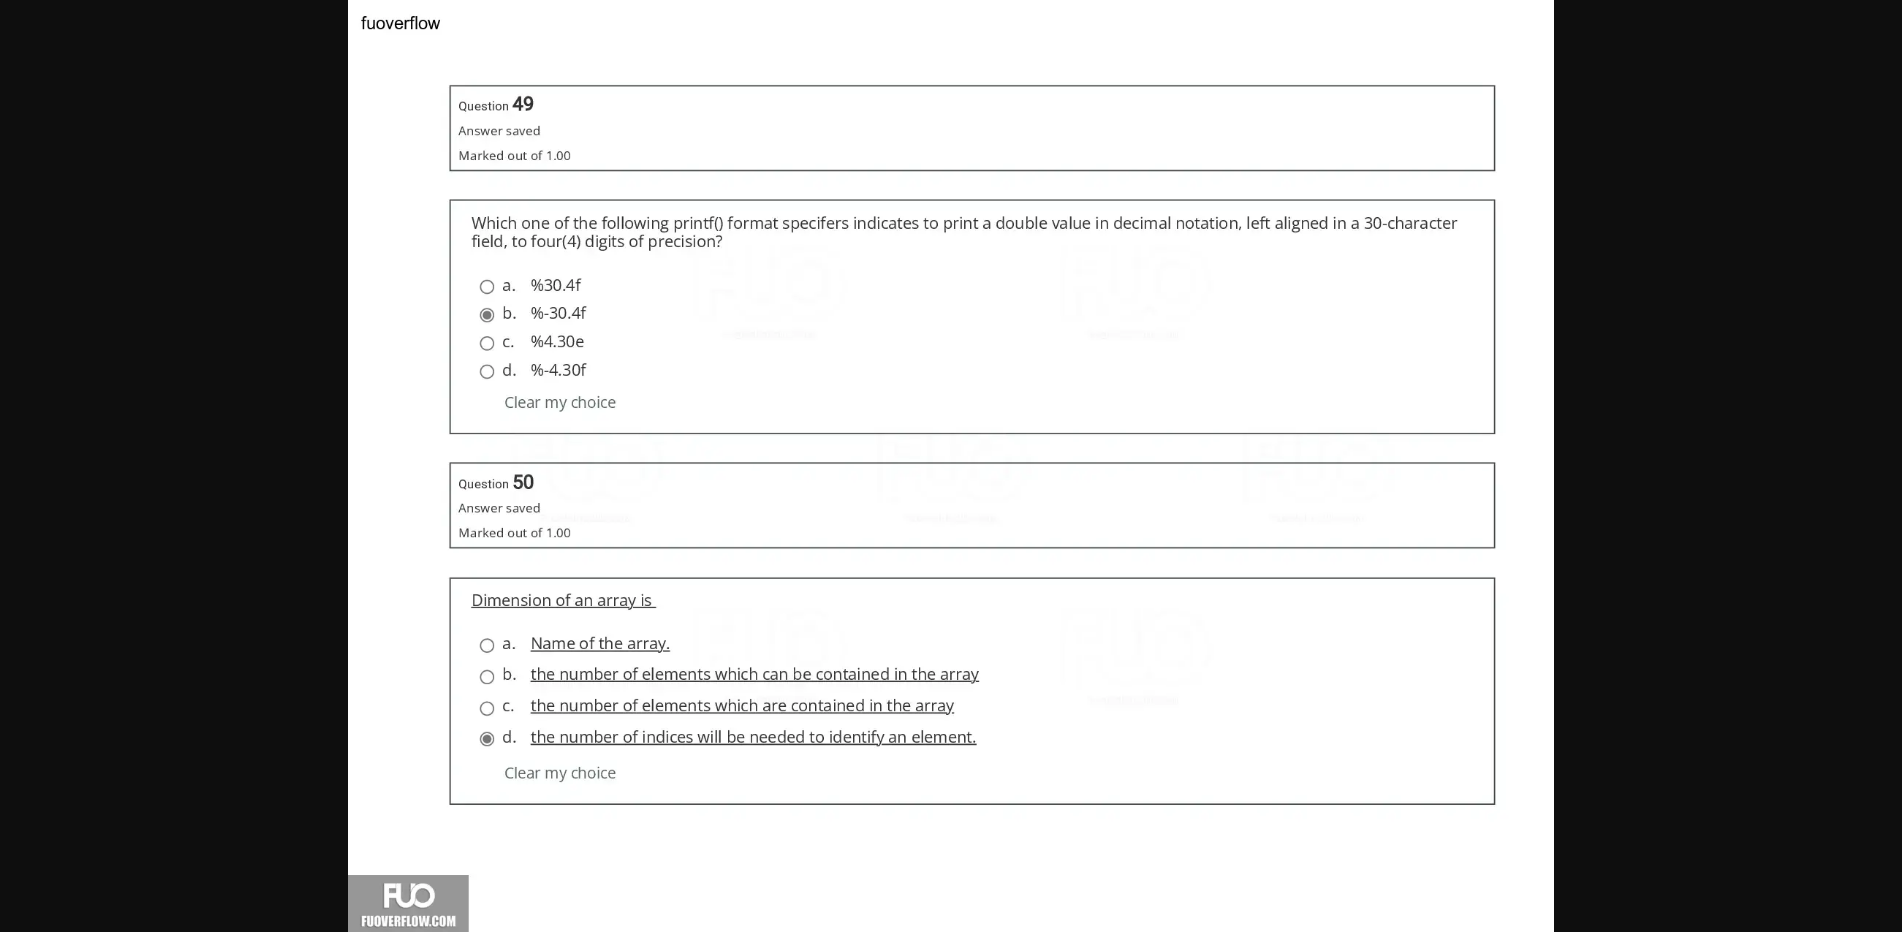 fuoverflow
Question 49
Answer saved
Marked out of 1.00
Which one of the following printf() format specifers indicates to print a double value in decimal notation, left aligned in a 30-character
field, to four(4) digits of precision?
a. %30.4f
b. %-30.4f
c. %4.30e
d. %-4.30f
Clear my choice
Question 50
Answer saved
Marked out of 1.00
Dimension of an array is
a. Name of the array.
b. the number of elements which can be contained in the array
c. the number of elements which are contained in the array
d. the number of indices will be needed to identify an element.
Clear my choice
FUO
FUOVERFLOW.COM